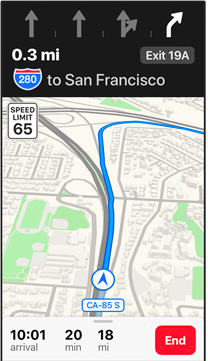 0.3 mi Exit 19A
280 to San Francisco
SPEED
LIMIT
65
CA-85 S
10:01 20 18 End
arrival min mi